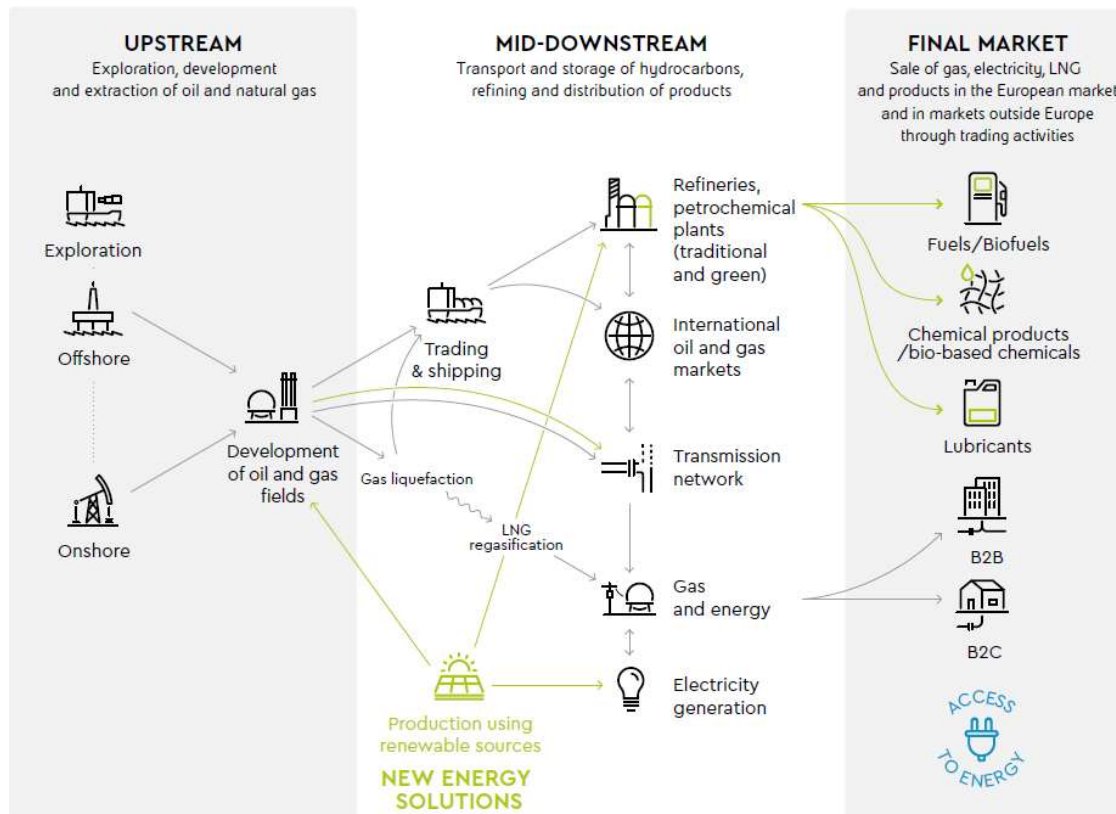 UPSTREAM
Exploration, development
and extraction of oil and natural gas
Exploration
Offshore
Onshore
Development
of oil and gas
fields
MID-DOWNSTREAM
Transport and storage of hydrocarbons,
refining and distribution of products
Trading
& shipping
Gas liquefaction
LNG
regasification
Refineries,
petrochemical
plants
(traditional
and green)
International
oil and gas
markets
Transmission
network
Gas
and energy
Electricity
generation
Production using
renewable sources
NEW ENERGY
SOLUTIONS
FINAL MARKET
Sale of gas, electricity, LNG
and products in the European market
and in markets outside Europe
through trading activities
Fuels/Biofuels
Chemical products
/bio-based chemicals
Lubricants
B2B
B2C
ACCESS
TO ENERGY